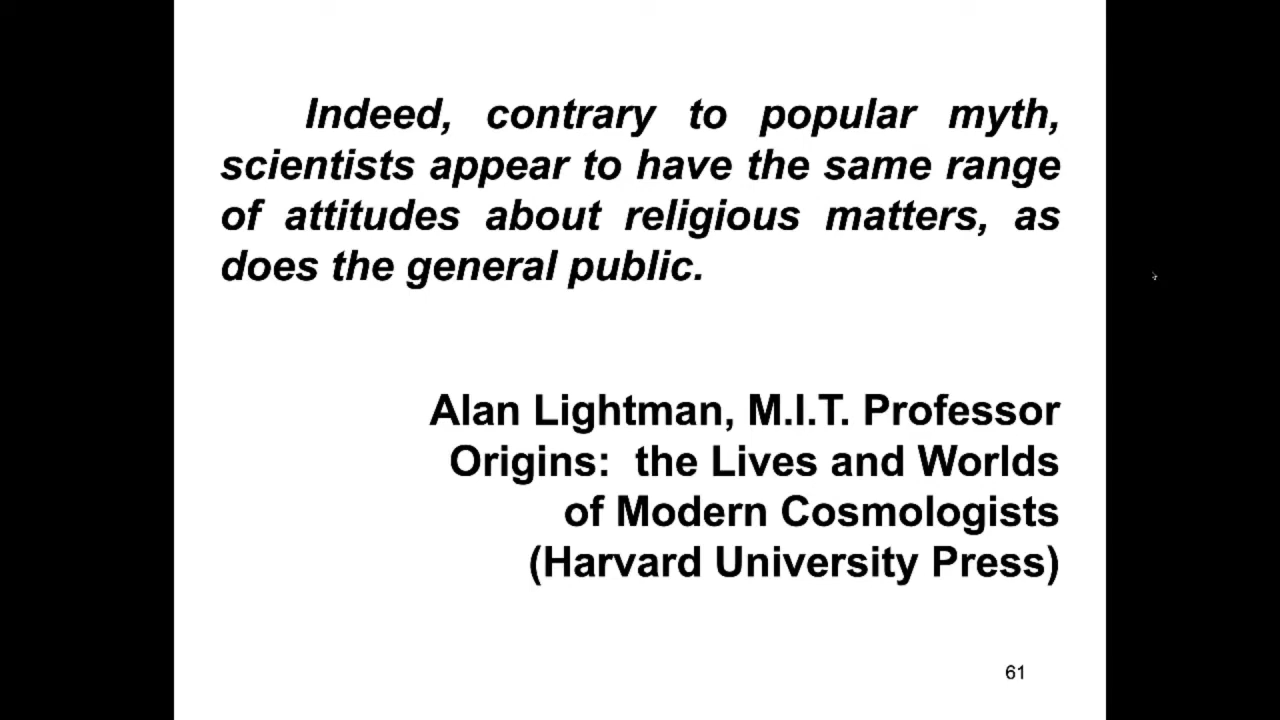 Indeed, contrary to popular myth,
scientists appear to have the same range
of attitudes about religious matters, as
does the general public.
Alan Lightman, M.I.T. Professor
Origins: the Lives and Worlds
of Modern Cosmologists
(Harvard University Press)
61